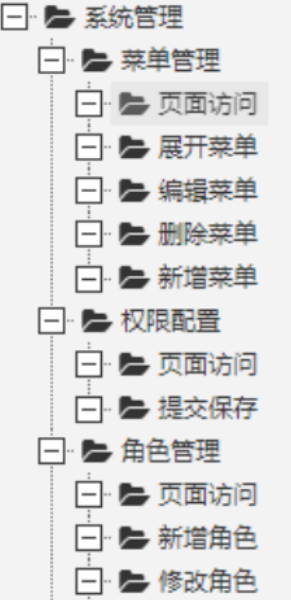 系统管理
菜单管理
页面访问
展开菜单
编辑菜单
删除菜单
新增菜单
权限配置
页面访问
提交保存
角色管理
页面访问
新增角色
修改角色